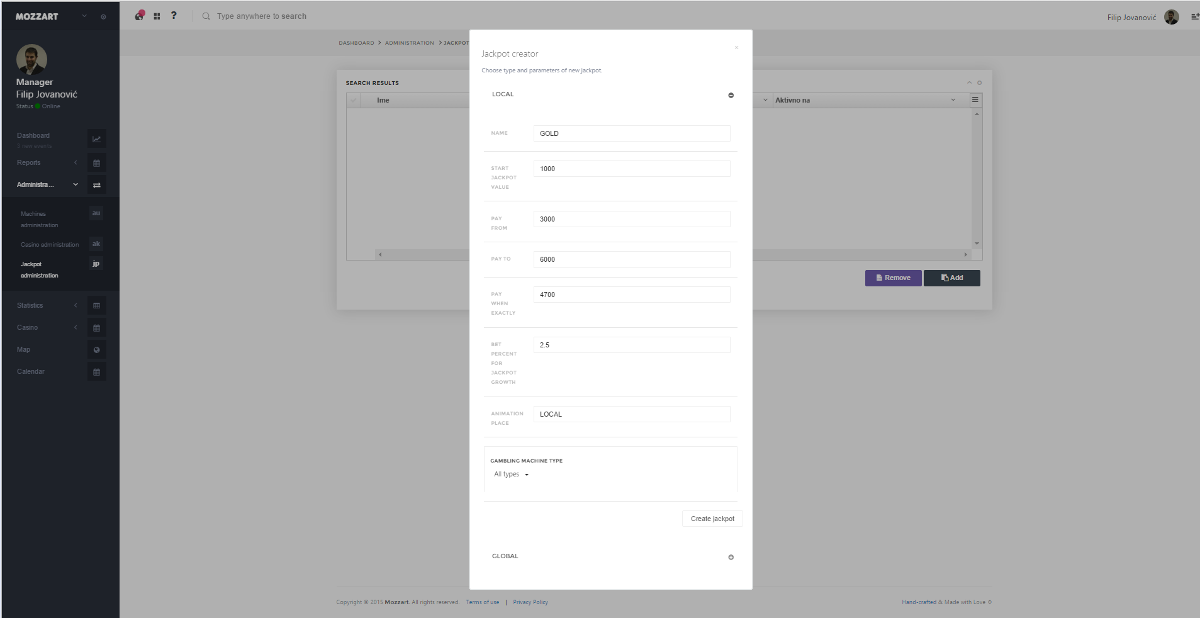 MOZZART
?
Type anywhere to search
Filip Jovanović
Manager
Filip Jovanović
Status Online
Dashboard
Reports
Administra...
Machines
administration
Casino administration
Jackpot
administration
jp
Statistics
Casino
Map
Calendar
DASHBOARD > ADMINISTRATION > JACKPOT
SEARCH RESULTS
Ime
Aktivno na
Remove
Add
Jackpot creator
×
Choose type and parameters of new jackpot
LOCAL
NAME
GOLD
START
JACKPOT
VALUE
1000
PAY
FROM
3000
PAY TO
6000
PAY
WHEN
EXACTLY
4700
BET
PERCENT
FOR
JACKPOT
GROWTH
2.5
ANIMATION
PLACE
LOCAL
GAMBLING MACHINE TYPE
All types
Create jackpot
GLOBAL
Copyright © 2015 Mozzart. All rights reserved. Terms of use | Privacy Policy
Hand-crafted & Made with Love ®